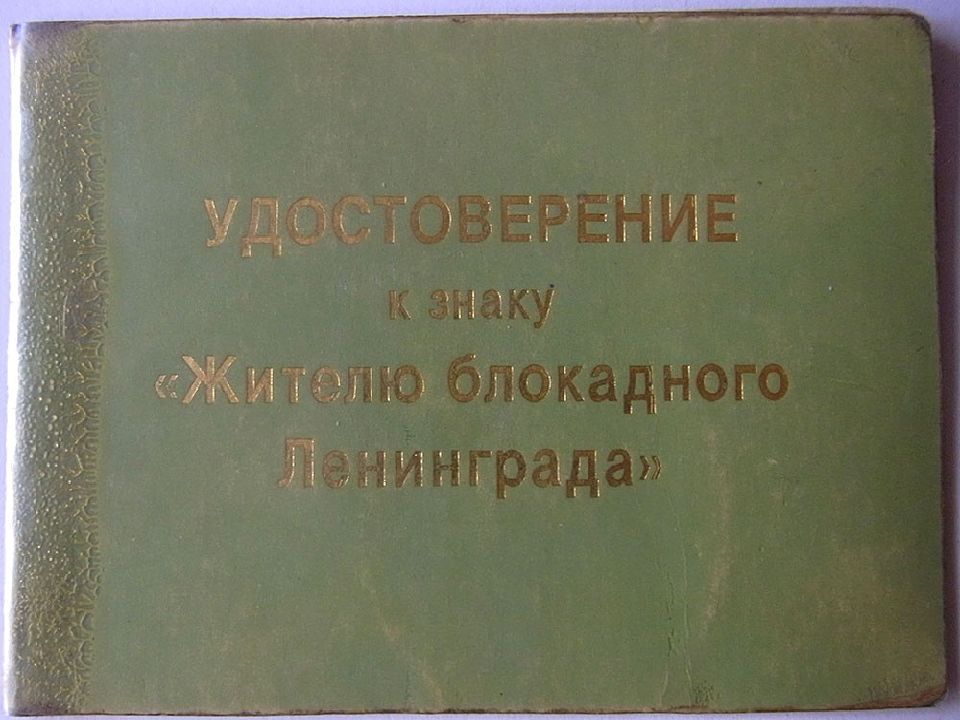 УДОСТОВЕРЕНИЕ
к знаку
«Жителю блокадного
Ленинграда»